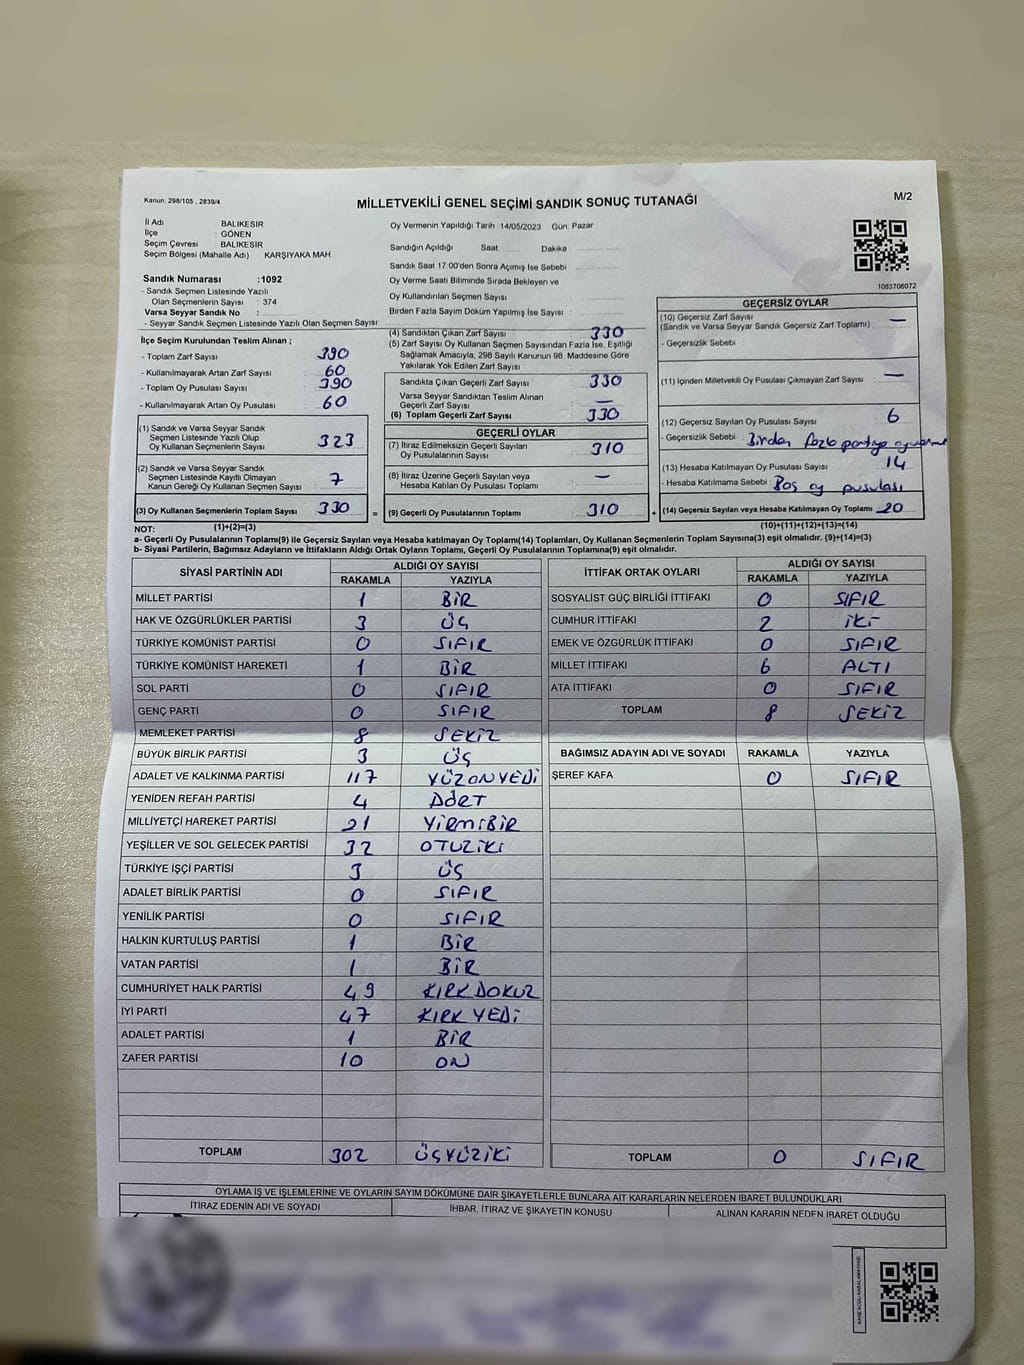 Kanun, 298/105 , 2839/4
MİLLETVEKİLİ GENEL SEÇİMİ SANDIK SONUÇ TUTANAĞI
M/2
İl Adı : BALIKESİR
İlçe : GÖNEN
Seçim Çevresi : BALIKESİR
Seçim Bölgesi (Mahalle Adı) KARŞIYAKA MAH.
Sandık Numarası :1092
- Sandık Seçmen Listesinde Yazılı
Olan Seçmenlerin Sayısı : 374
Varsa Seyyar Sandık No :
- Seyyar Sandık Seçmen Listesinde Yazılı Olan Seçmen Sayısı:
İlçe Seçim Kurulundan Teslim Alınan ;
- Toplam Zarf Sayısı 390
- Kullanılmayarak Artan Zarf Sayısı 60
- Toplam Oy Pusulası Sayısı 390
- Kullanılmayarak Artan Oy Pusulası 60
(1) Sandık ve Varsa Seyyar Sandık
Seçmen Listesinde Yazılı Olup
Oy Kullanan Seçmenlerin Sayısı 323
(2) Sandık ve Varsa Seyyar Sandık
Seçmen Listesinde Kayıtlı Olmayan
Kanun Gereği Oy Kullanan Seçmen Sayısı 7
(3) Oy Kullanan Seçmenlerin Toplam Sayısı 330 =
Oy Vermenin Yapıldığı Tarih :14/05/2023 Gün: Pazar
Sandığın Açıldığı Saat Dakika :
Sandık Saat 17.00'den Sonra Açımış İse Sebebi
Oy Verme Saati Bitiminde Sırada Bekleyen ve
Oy Kullandırılan Seçmen Sayısı
Birden Fazla Sayım Döküm Yapılmış İse Sayısı :
(4) Sandıktan Çıkan Zarf Sayısı 330
(5) Zarf Sayısı Oy Kullanan Seçmen Sayısından Fazla İse, Eşitliği
Sağlamak Amacıyla, 298 Sayılı Kanunun 98. Maddesine Göre
Yakılarak Yok Edilen Zarf Sayısı
Sandıkta Çıkan Geçerli Zarf Sayısı 330
Varsa Seyyar Sandıktan Teslim Alınan
Geçerli Zarf Sayısı —
(6) Toplam Geçerli Zarf Sayısı 330
GEÇERLİ OYLAR
(7) İtiraz Edilmeksizin Geçerli Sayılan
Oy Pusulalarının Sayısı 310
(8) İtiraz Üzerine Geçerli Sayılan veya
Hesaba Katılan Oy Pusulası Toplamı —
(9) Geçerli Oy Pusulalarının Toplamı 310 +
1083706072
GEÇERSİZ OYLAR
(10) Geçersiz Zarf Sayısı —
(Sandık ve Varsa Seyyar Sandık Geçersiz Zarf Toplamı)
- Geçersizlik Sebebi :
(11) İçinden Milletvekili Oy Pusulası Çıkmayan Zarf Sayısı —
(12) Geçersiz Sayılan Oy Pusulası Sayısı 6
- Geçersizlik Sebebi Birden fazla partiye
(13) Hesaba Katılmayan Oy Pusulası Sayısı 14
- Hesaba Katılmama Sebebi Boş oy pusulası
(14) Geçersiz Sayılan veya Hesaba Katılmayan Oy Toplamı 20
NOT: (1)+(2)=(3) (10)+(11)+(12)+(13)=(14)
a- Geçerli Oy Pusulalarının Toplamı(9) ile Geçersiz Sayılan veya Hesaba katılmayan Oy Toplamı(14) Toplamları, Oy Kullanan Seçmenlerin Toplam Sayısına(3) eşit olmalıdır. (9)+(14)=(3)
b- Siyasi Partilerin, Bağımsız Adayların ve İttifakların Aldığı Ortak Oyların Toplamı, Geçerli Oy Pusulalarının Toplamına(9) eşit olmalıdır.
SİYASİ PARTİNİN ADI ALDIĞI OY SAYISI
RAKAMLA YAZIYLA
MİLLET PARTİSİ 1 BİR
HAK VE ÖZGÜRLÜKLER PARTİSİ 3 ÜÇ
TÜRKİYE KOMÜNİST PARTİSİ 0 SIFIR
TÜRKİYE KOMÜNİST HAREKETİ 1 BİR
SOL PARTİ 0 SIFIR
GENÇ PARTİ 0 SIFIR
MEMLEKET PARTİSİ 8 SEKİZ
BÜYÜK BİRLİK PARTİSİ 3 ÜÇ
ADALET VE KALKINMA PARTİSİ 117 YÜZONYEDİ
YENİDEN REFAH PARTİSİ 4 DÖRT
MİLLİYETÇİ HAREKET PARTİSİ 21 YİRMİBİR
YEŞİLLER VE SOL GELECEK PARTİSİ 32 OTUZİKİ
TÜRKİYE İŞÇİ PARTİSİ 3 ÜÇ
ADALET BİRLİK PARTİSİ 0 SIFIR
YENİLİK PARTİSİ 0 SIFIR
HALKIN KURTULUŞ PARTİSİ 1 BİR
VATAN PARTİSİ 1 BİR
CUMHURİYET HALK PARTİSİ 49 KIRKDOKUZ
İYİ PARTİ 47 KIRK YEDİ
ADALET PARTİSİ 1 BİR
ZAFER PARTİSİ 10 ON
TOPLAM 302 ÜÇYÜZİKİ
İTTİFAK ORTAK OYLARI ALDIĞI OY SAYISI
RAKAMLA YAZIYLA
SOSYALİST GÜÇ BİRLİĞİ İTTİFAKI 0 SIFIR
CUMHUR İTTİFAKI 2 İKİ
EMEK VE ÖZGÜRLÜK İTTİFAKI 0 SIFIR
MİLLET İTTİFAKI 6 ALTI
ATA İTTİFAKI 0 SIFIR
TOPLAM 8 SEKİZ
BAĞIMSIZ ADAYIN ADI VE SOYADI RAKAMLA YAZIYLA
ŞEREF KAFA 0 SIFIR
TOPLAM 0 SIFIR
OYLAMA İŞ VE İŞLEMLERİNE VE OYLARIN SAYIM DÖKÜMÜNE DAİR ŞİKAYETLERLE BUNLARA AİT KARARLARIN NELERDEN İBARET BULUNDUKLARI
İTİRAZ EDENİN ADI VE SOYADI İHBAR, İTİRAZ VE ŞİKAYETİN KONUSU ALINAN KARARIN NEDEN İBARET OLDUĞU